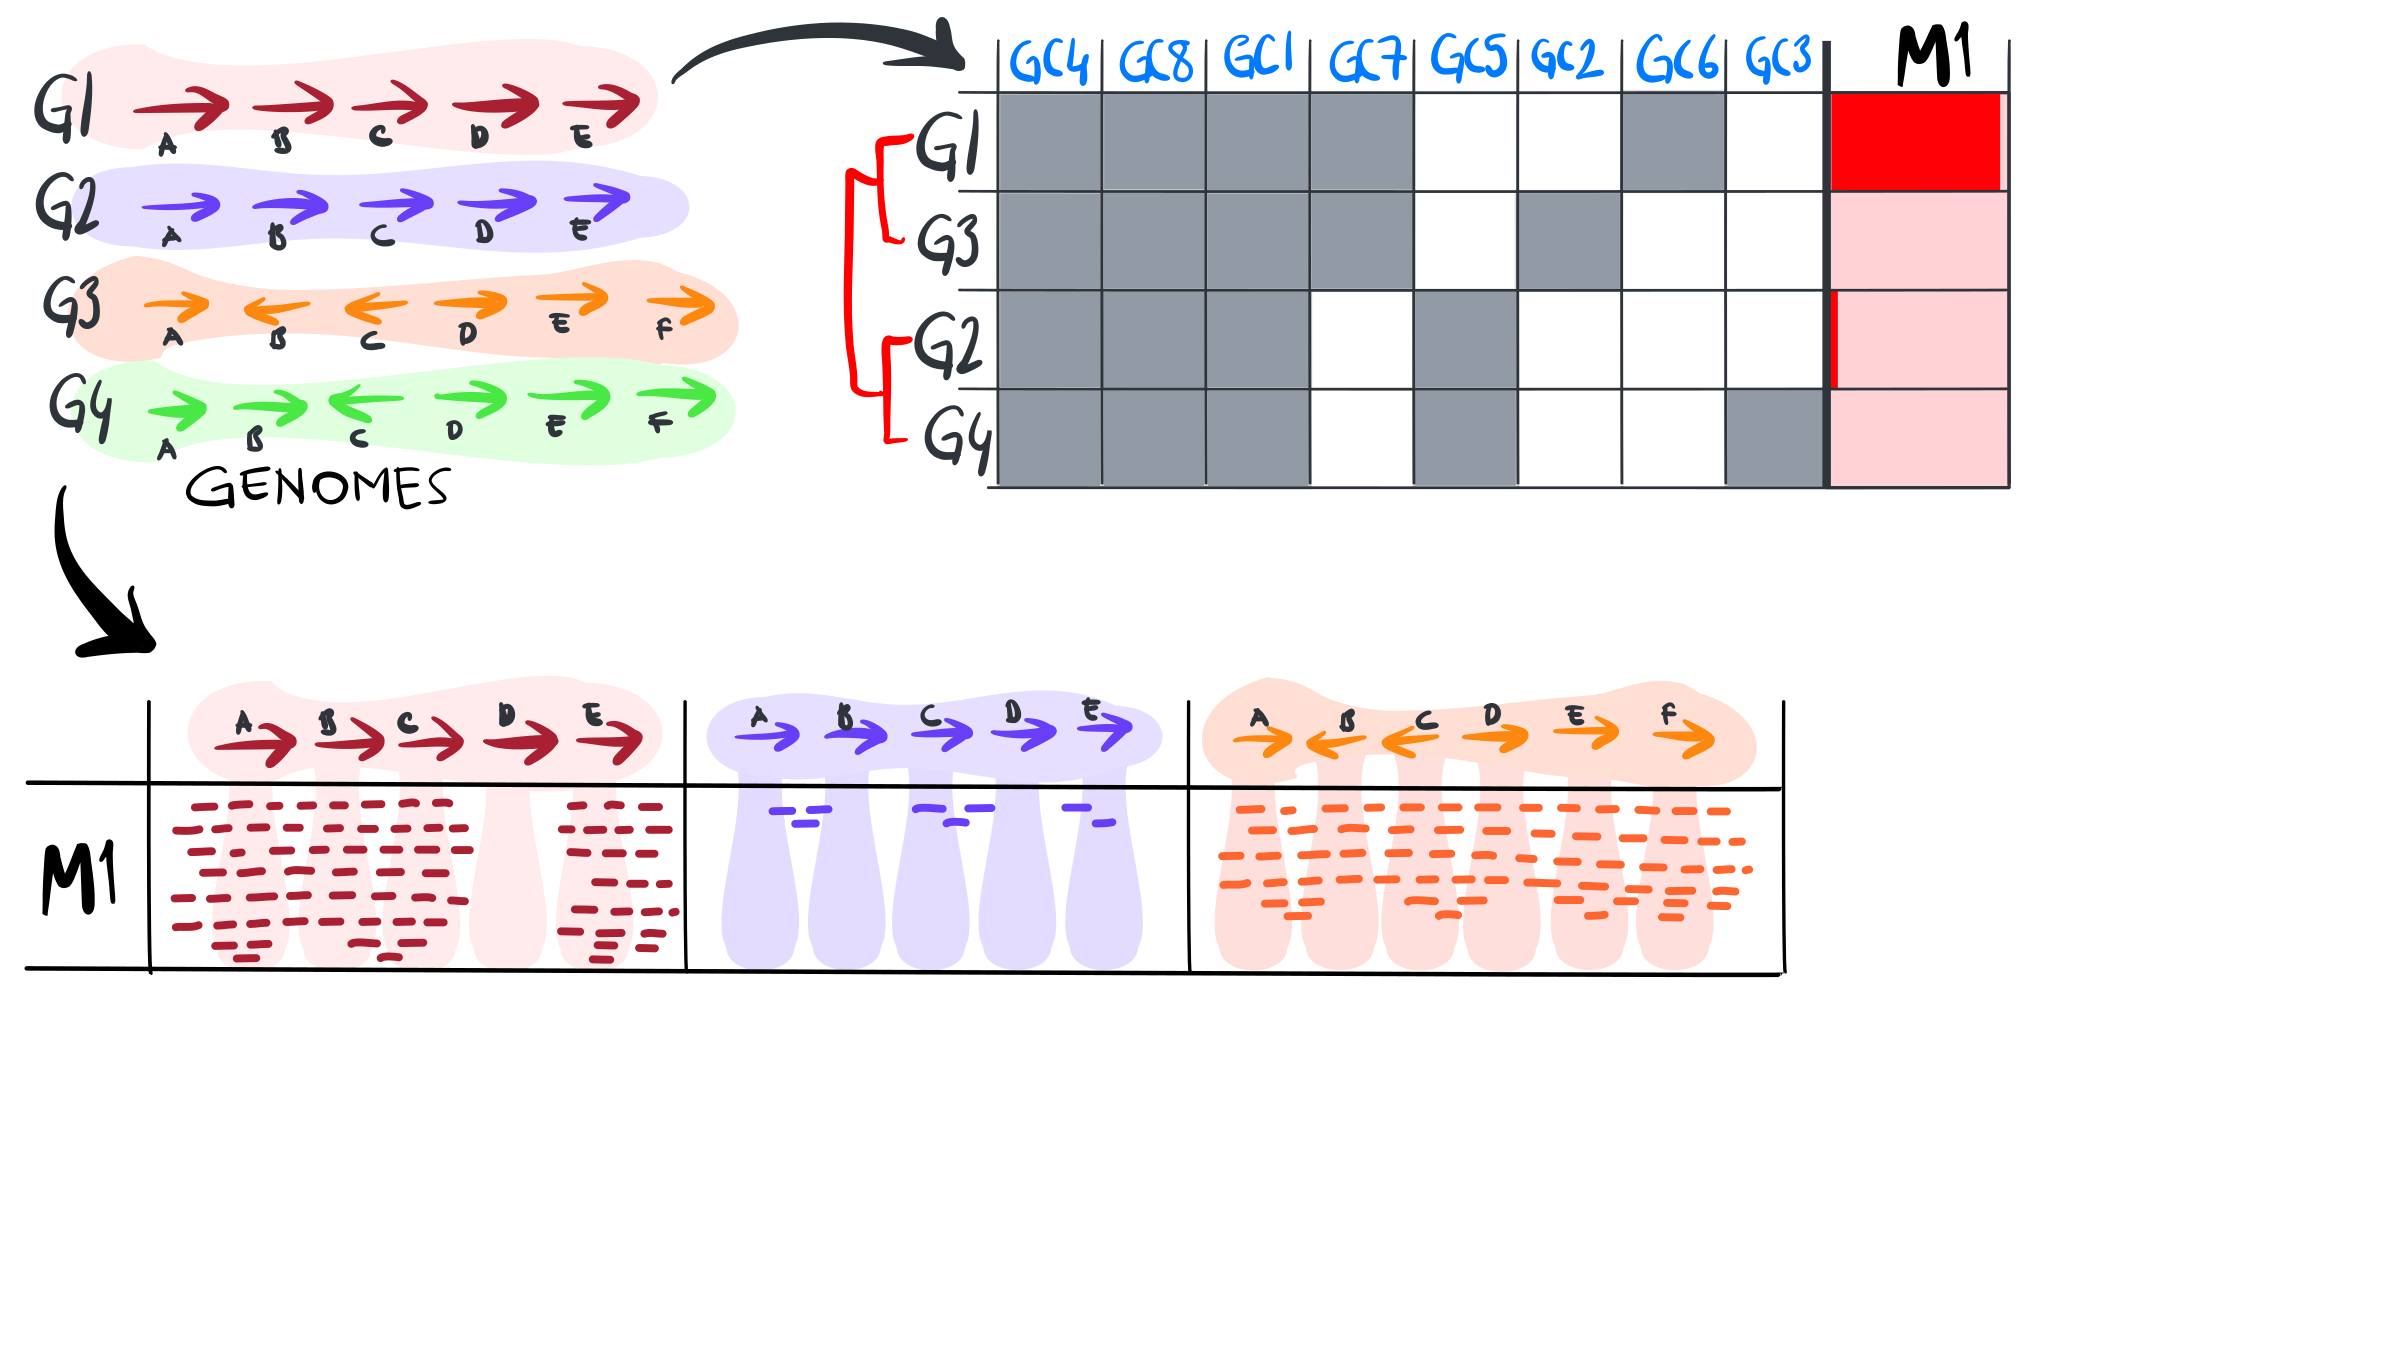 G1
A B C D E
G2
A B C D E
G3
A B C D E F
G4
A B C D E F
GENOMES
GC4 GC8 GC1 GC7 GC5 GC2 GC6 GC3 M1
G1
G3
G2
G4
A B C D E A B C D E A B C D E F
M1